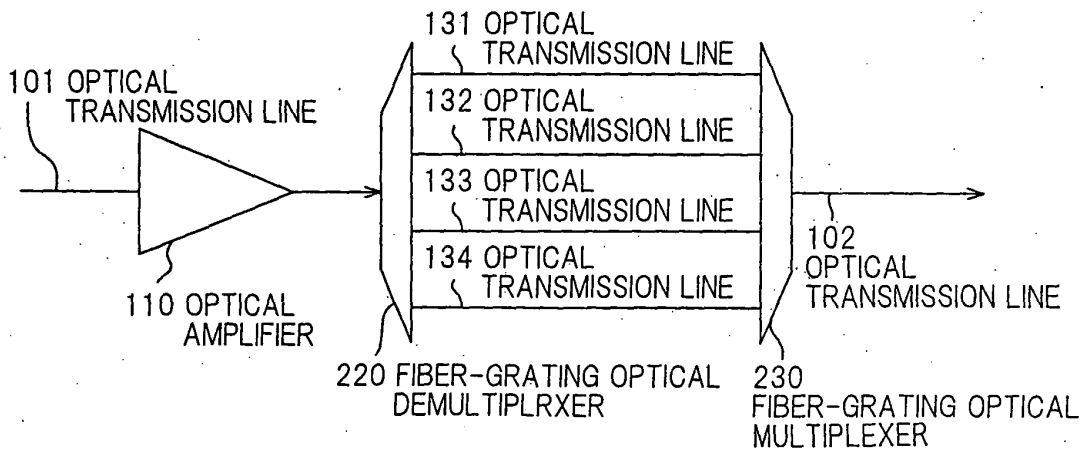 131 OPTICAL
TRANSMISSION LINE
101 OPTICAL
TRANSMISSION LINE
132 OPTICAL
TRANSMISSION LINE
133 OPTICAL
TRANSMISSION LINE
134 OPTICAL
TRANSMISSION LINE
102
OPTICAL
TRANSMISSION LINE
110 OPTICAL
AMPLIFIER
220 FIBER-GRATING OPTICAL
DEMULTIPLRXER
230
FIBER-GRATING OPTICAL
MULTIPLEXER